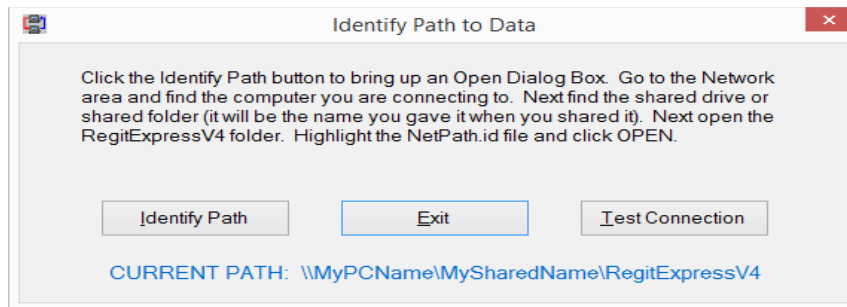 Identify Path to Data
Click the Identify Path button to bring up an Open Dialog Box. Go to the Network
area and find the computer you are connecting to. Next find the shared drive or
shared folder (it will be the name you gave it when you shared it). Next open the
RegitExpressV4 folder. Highlight the NetPath.id file and click OPEN.
Identify Path
Exit
Test Connection
CURRENT PATH: \\MyPCName\MySharedName\RegitExpressV4